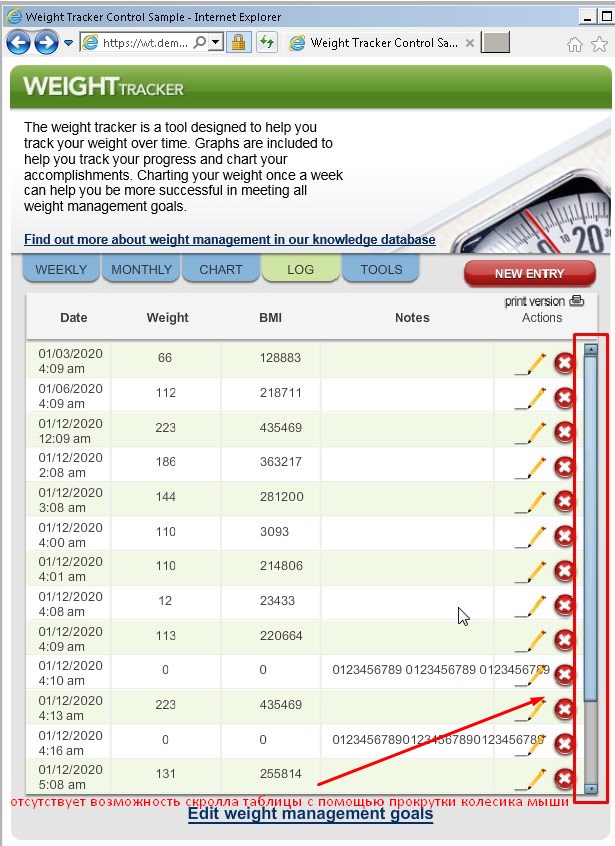 Weight Tracker Control Sample - Internet Explorer
https://wt.dem... Weight Tracker Control Sa...
WEIGHTTRACKER
The weight tracker is a tool designed to help you
track your weight over time. Graphs are included to
help you track your progress and chart your
accomplishments. Charting your weight once a week
can help you be more successful in meeting all
weight management goals.
20
Find out more about weight management in our knowledge database
WEEKLY MONTHLY CHART LOG TOOLS NEW ENTRY
print version
Date Weight BMI Notes Actions
01/03/2020 66 128883
4:09 am
01/06/2020 112 218711
4:09 am
01/12/2020 223 435469
12:09 am
01/12/2020 186 363217
2:08 am
01/12/2020 144 281200
3:08 am
01/12/2020 110 3093
4:00 am
01/12/2020 110 214806
4:01 am
01/12/2020 12 23433
4:08 am
01/12/2020 113 220664
4:09 am
01/12/2020 0 0 0123456789 0123456789 0123456789
4:10 am
01/12/2020 223 435469
4:13 am
01/12/2020 0 0 012345678901234567890123456789
4:16 am
01/12/2020 131 255814
5:08 am
отсутствует возможность скролла таблицы с помощью прокрутки колесика мыши
Edit weight management goals